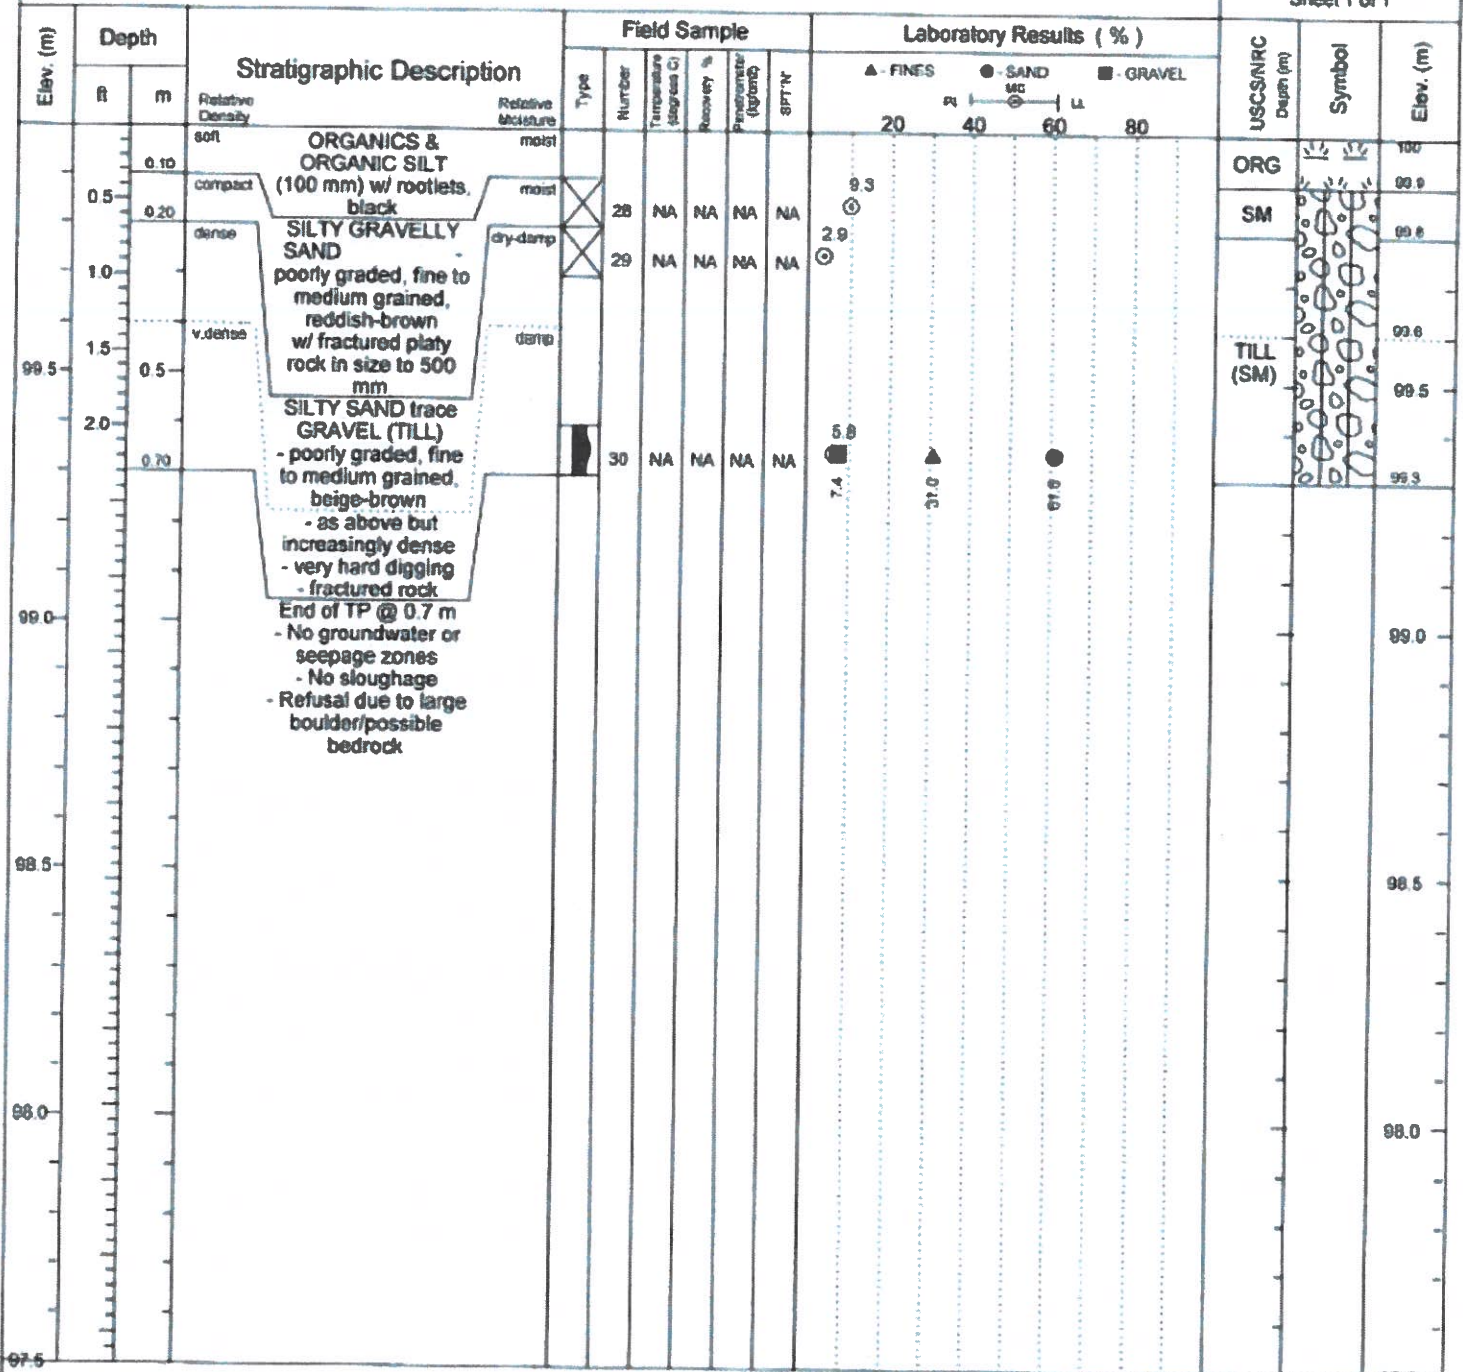 Sheet 1 of 1
Elev. (m)
Depth
ft
m
Stratigraphic Description
Relative
Density
Relative
Moisture
Field Sample
Type
Number
Temperature
(degrees C)
Recovery %
Penetrometer
(kg/cm2)
SPT 'N'
Laboratory Results ( % )
▲ - FINES ● - SAND ■ - GRAVEL
MC
PL LL
20 40 60 80
USCS/NRC
Depth (m)
Symbol
Elev. (m)
soft
ORGANICS &
ORGANIC SILT
(100 mm) w/ rootlets,
black
moist
0.10
ORG
100
99.9
compact
SILTY GRAVELLY
SAND
poorly graded, fine to
medium grained,
reddish-brown
w/ fractured platy
rock in size to 500
mm
moist
0.5
0.20
28 NA NA NA NA
9.3
SM
99.8
dense
SILTY SAND trace
GRAVEL (TILL)
- poorly graded, fine
to medium grained,
beige-brown
dry-damp
1.0
29 NA NA NA NA
2.9
v.dense
- as above but
increasingly dense
- very hard digging
- fractured rock
damp
1.5
99.5
0.5
TILL
(SM)
99.6
99.5
2.0
0.70
30 NA NA NA NA
5.8
7.4
31.0
61.6
99.3
End of TP @ 0.7 m
- No groundwater or
seepage zones
- No sloughage
- Refusal due to large
boulder/possible
bedrock
99.0
99.0
98.5
98.5
98.0
98.0
97.5